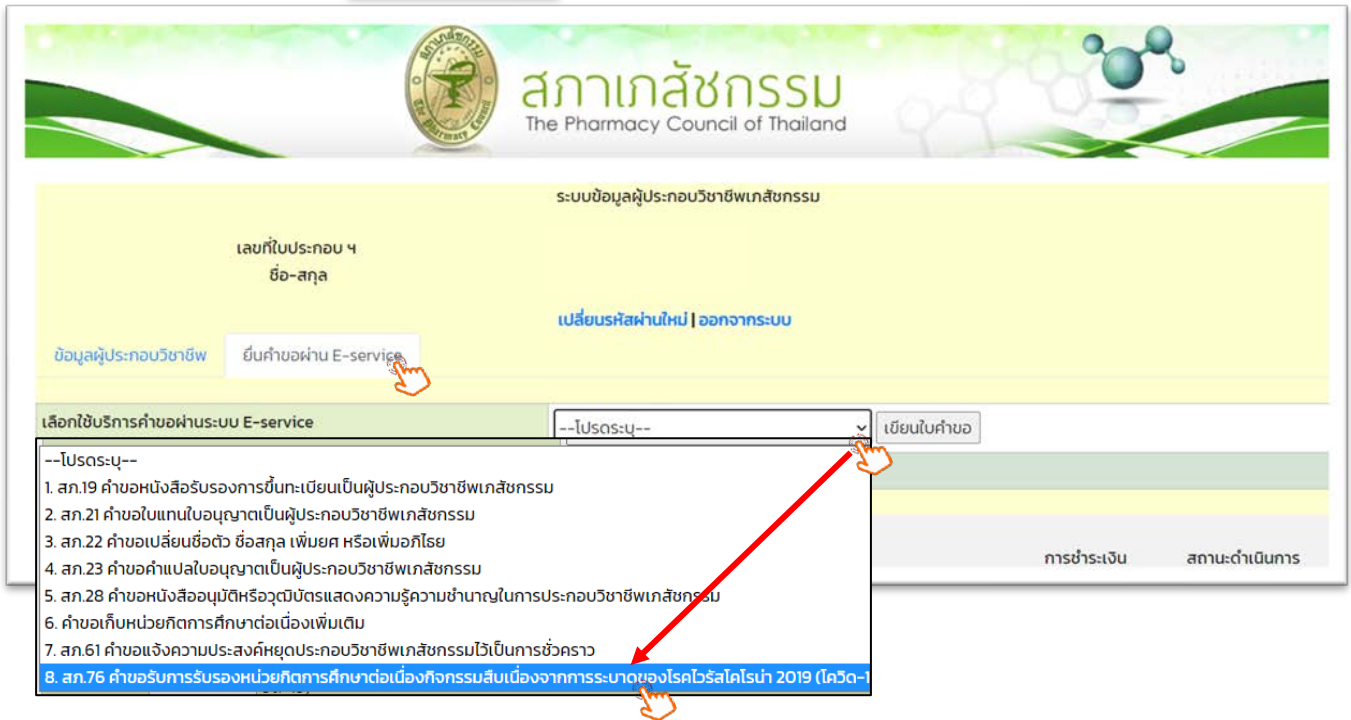 สภาเภสัชกรรม
The Pharmacy Council of Thailand
สภาเภสัชกรรม
The Pharmacy Council
ระบบข้อมูลผู้ประกอบวิชาชีพเภสัชกรรม
เลขที่ใบประกอบ ฯ
ชื่อ-สกุล
เปลี่ยนรหัสผ่านใหม่ | ออกจากระบบ
ข้อมูลผู้ประกอบวิชาชีพ ยื่นคำขอผ่าน E-service
เลือกใช้บริการคำขอผ่านระบบ E-service --โปรดระบุ-- เขียนใบคำขอ
--โปรดระบุ--
1. สภ.19 คำขอหนังสือรับรองการขึ้นทะเบียนเป็นผู้ประกอบวิชาชีพเภสัชกรรม
2. สภ.21 คำขอใบแทนใบอนุญาตเป็นผู้ประกอบวิชาชีพเภสัชกรรม
3. สภ.22 คำขอเปลี่ยนชื่อตัว ชื่อสกุล เพิ่มยศ หรือเพิ่มอภิไธย
4. สภ.23 คำขอคำแปลใบอนุญาตเป็นผู้ประกอบวิชาชีพเภสัชกรรม
5. สภ.28 คำขอหนังสืออนุมัติหรือวุฒิบัตรแสดงความรู้ความชำนาญในการประกอบวิชาชีพเภสัชกรรม
6. คำขอเก็บหน่วยกิตการศึกษาต่อเนื่องเพิ่มเติม
7. สภ.61 คำขอแจ้งความประสงค์หยุดประกอบวิชาชีพเภสัชกรรมไว้เป็นการชั่วคราว
8. สภ.76 คำขอรับการรับรองหน่วยกิตการศึกษาต่อเนื่องกิจกรรมสืบเนื่องจากการระบาดของโรคไวรัสโคโรน่า 2019 (โควิด-1
การชำระเงิน สถานะดำเนินการ